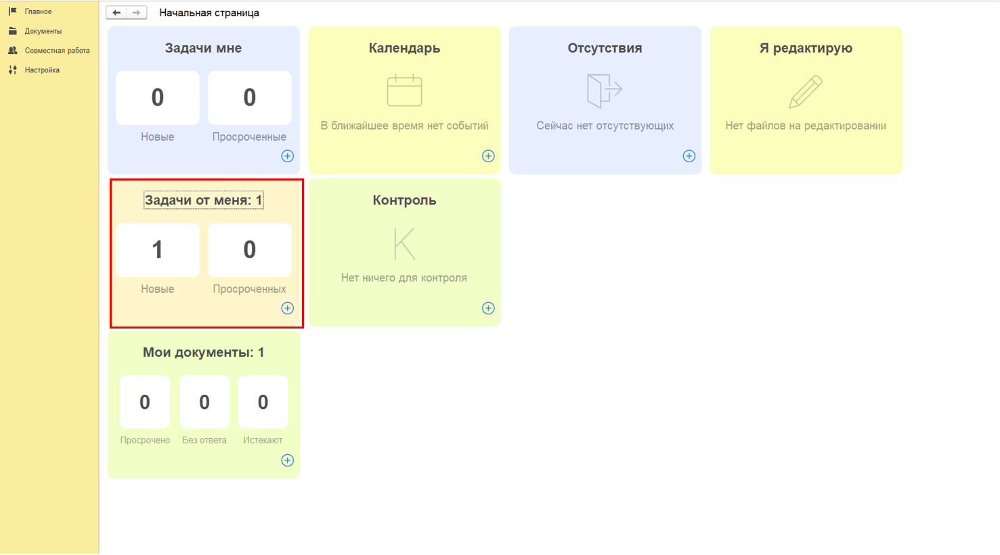 Главное
Документы
Совместная работа
Настройка
Начальная страница
Задачи мне
0
0
Новые
Просроченные
Календарь
В ближайшее время нет событий
Отсутствия
Сейчас нет отсутствующих
Я редактирую
Нет файлов на редактировании
Задачи от меня: 1
1
0
Новые
Просроченных
Контроль
K
Нет ничего для контроля
Мои документы: 1
0
0
0
Просрочено
Без ответа
Истекают